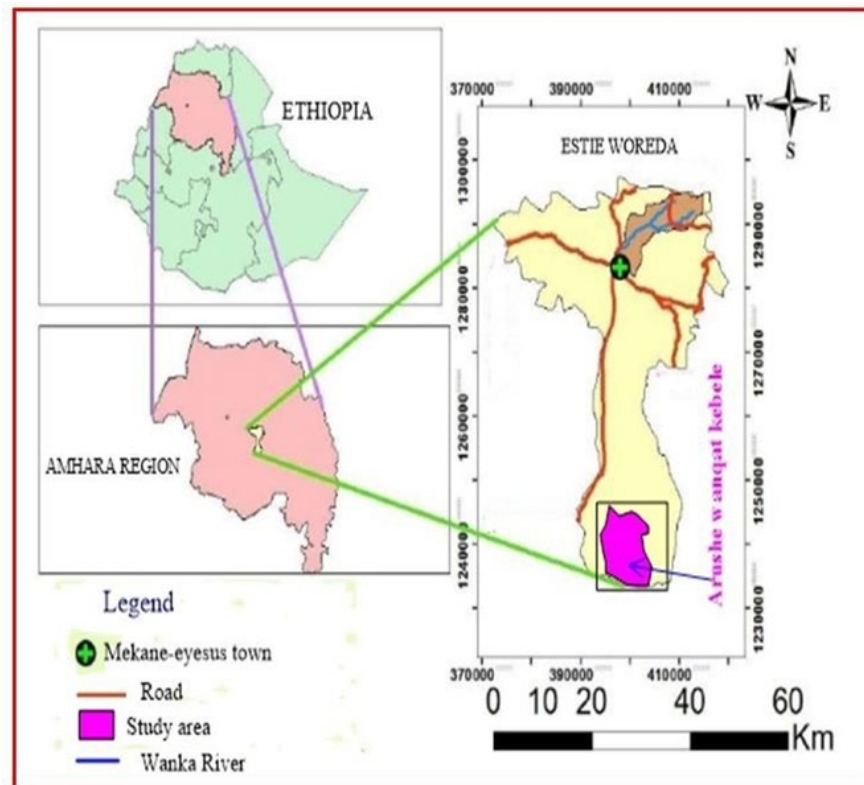 ETHIOPIA
AMHARA REGION
N
W E
S
370000 390000 410000
ESTIE WOREDA
1300000
1290000
1280000
1270000
1260000
1250000
1240000
1230000
Arushe wanqat kebele
370000 390000 410000
0 10 20 40 60
Km
Legend
Mekane-eyesus town
Road
Study area
Wanka River